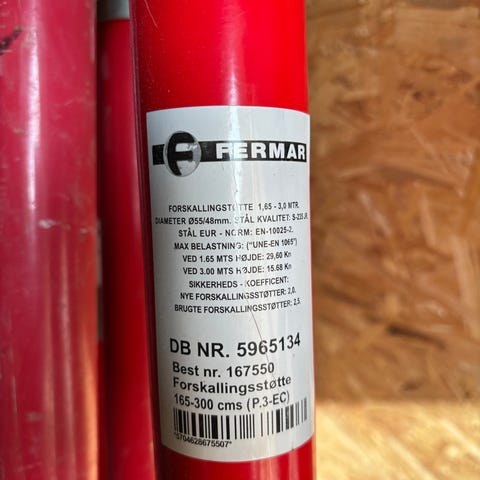 FERMAR
FORSKALLINGSTØTTE 1,65 - 3,0 MTR.
DIAMETER Ø55/48mm. STÅL KVALITET: S-235 JR.
STÅL EUR - NORM: EN-10025-2.
MAX BELASTNING: ("UNE-EN 1065")
VED 1.65 MTS HØJDE: 29,60 Kn
VED 3.00 MTS HØJDE: 15.68 Kn
SIKKERHEDS - KOEFFICENT:
NYE FORSKALLINGSSTØTTER: 2,0.
BRUGTE FORSKALLINGSSTØTTER: 2,5.
DB NR. 5965134
Best nr. 167550
Forskallingsstøtte
165-300 cms (P.3-EC)
*5704628675507*